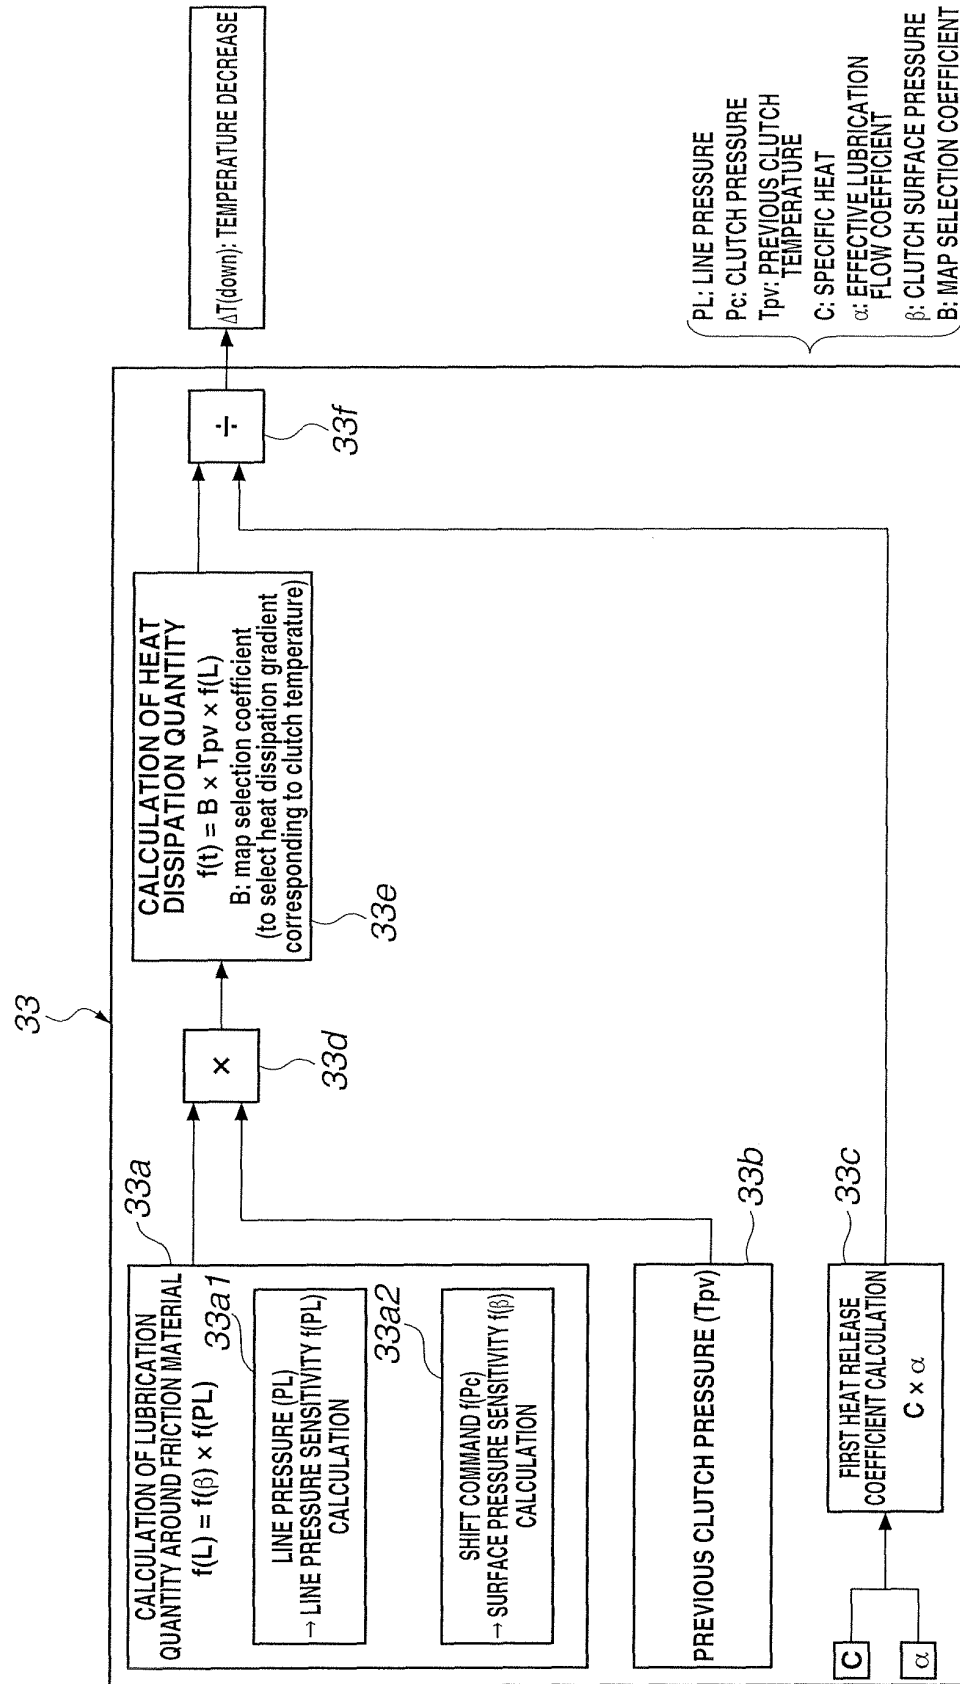 33
33a
CALCULATION OF LUBRICATION
QUANTITY AROUND FRICTION MATERIAL
f(L) = f(β) × f(PL)
33a1
LINE PRESSURE (PL)
→ LINE PRESSURE SENSITIVITY f(PL)
CALCULATION
33a2
SHIFT COMMAND f(Pc)
→ SURFACE PRESSURE SENSITIVITY f(β)
CALCULATION
33b
PREVIOUS CLUTCH PRESSURE (Tpv)
33c
FIRST HEAT RELEASE
COEFFICIENT CALCULATION
C × α
C
α
×
33d
CALCULATION OF HEAT
DISSIPATION QUANTITY
f(t) = B × Tpv × f(L)
B: map selection coefficient
(to select heat dissipation gradient
corresponding to clutch temperature)
33e
÷
33f
ΔT(down): TEMPERATURE DECREASE
PL: LINE PRESSURE
Pc: CLUTCH PRESSURE
Tpv: PREVIOUS CLUTCH
TEMPERATURE
C: SPECIFIC HEAT
α: EFFECTIVE LUBRICATION
FLOW COEFFICIENT
β: CLUTCH SURFACE PRESSURE
B: MAP SELECTION COEFFICIENT